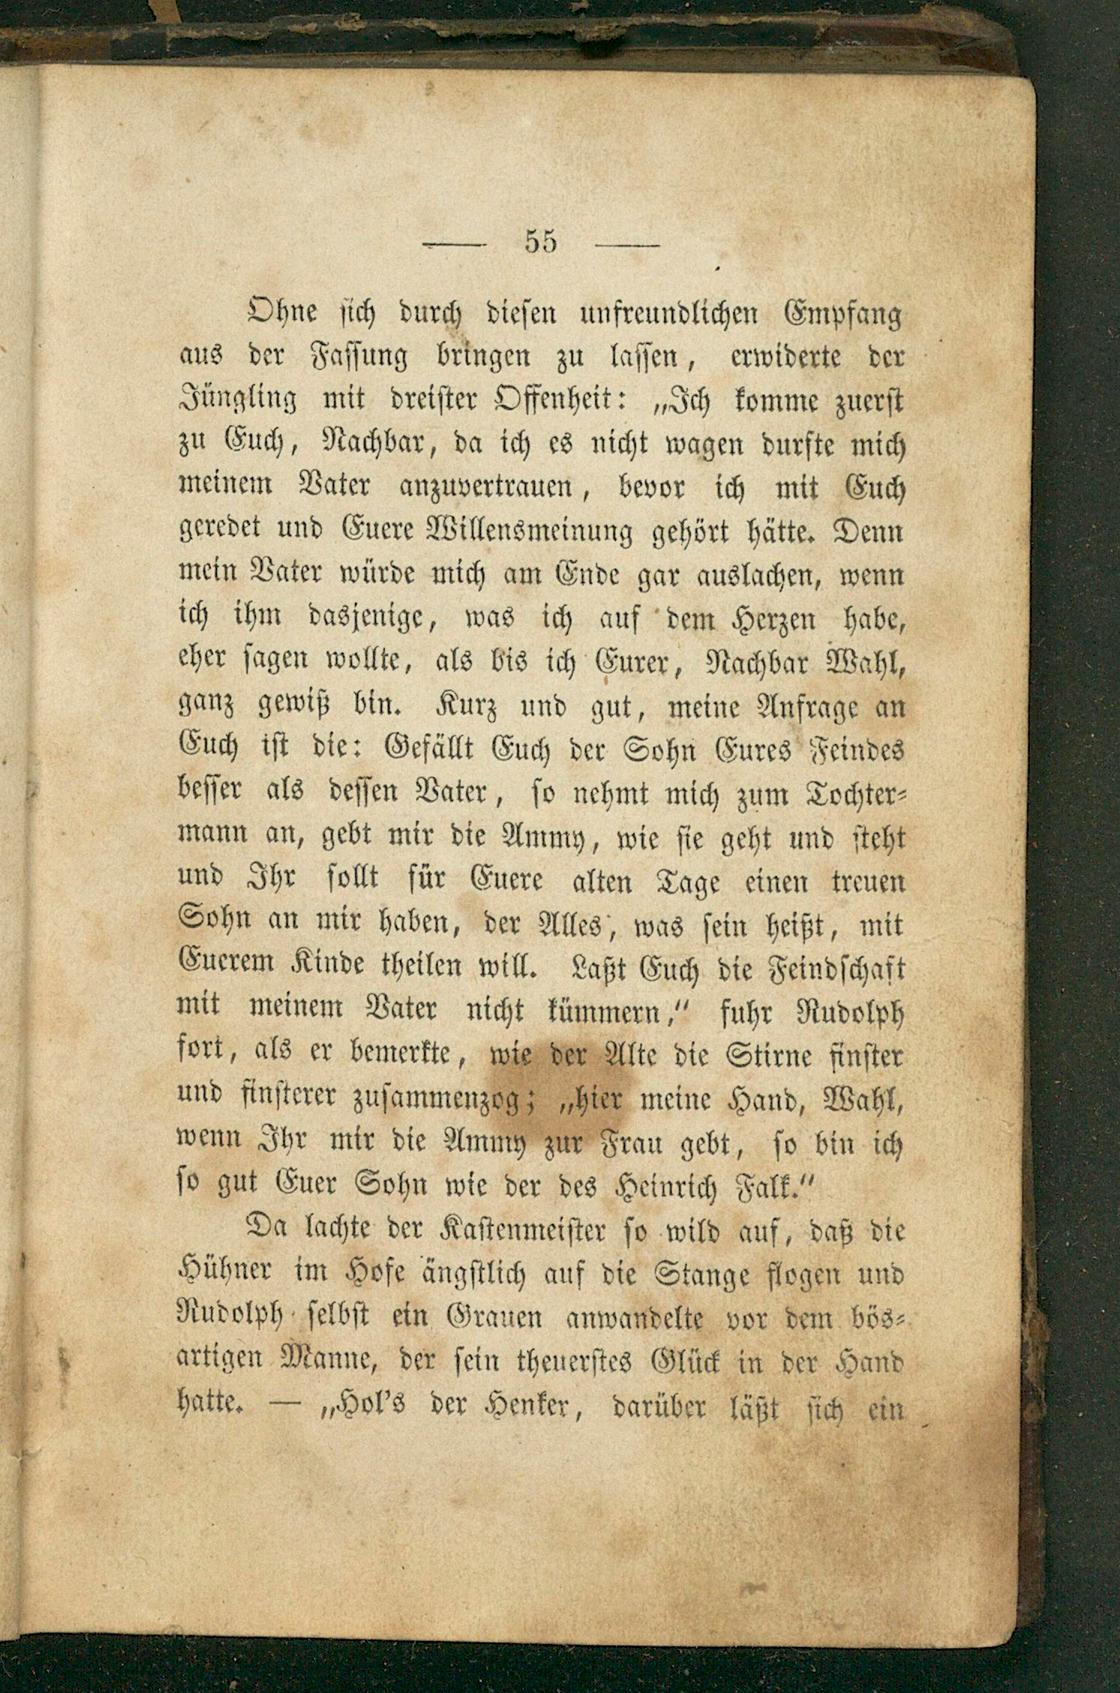 — 55 —
Ohne sich durch diesen unfreundlichen Empfang
aus der Fassung bringen zu lassen, erwiderte der
Jüngling mit dreister Offenheit: „Ich komme zuerst
zu Euch, Nachbar, da ich es nicht wagen durfte mich
meinem Vater anzuvertrauen, bevor ich mit Euch
geredet und Euere Willensmeinung gehört hätte. Denn
mein Vater würde mich am Ende gar auslachen, wenn
ich ihm dasjenige, was ich auf dem Herzen habe,
eher sagen wollte, als bis ich Eurer, Nachbar Wahl,
ganz gewiß bin. Kurz und gut, meine Anfrage an
Euch ist die: Gefällt Euch der Sohn Eures Feindes
besser als dessen Vater, so nehmt mich zum Tochter-
mann an, gebt mir die Ammy, wie sie geht und steht
und Ihr sollt für Euere alten Tage einen treuen
Sohn an mir haben, der Alles, was sein heißt, mit
Euerem Kinde theilen will. Laßt Euch die Feindschaft
mit meinem Vater nicht kümmern,“ fuhr Rudolph
fort, als er bemerkte, wie der Alte die Stirne finster
und finsterer zusammenzog; „hier meine Hand, Wahl,
wenn Ihr mir die Ammy zur Frau gebt, so bin ich
so gut Euer Sohn wie der des Heinrich Falk.“
Da lachte der Kastenmeister so wild auf, daß die
Hühner im Hofe ängstlich auf die Stange flogen und
Rudolph selbst ein Grauen anwandelte vor dem bös-
artigen Manne, der sein theuerstes Glück in der Hand
hatte. — „Hol's der Henker, darüber läßt sich ein